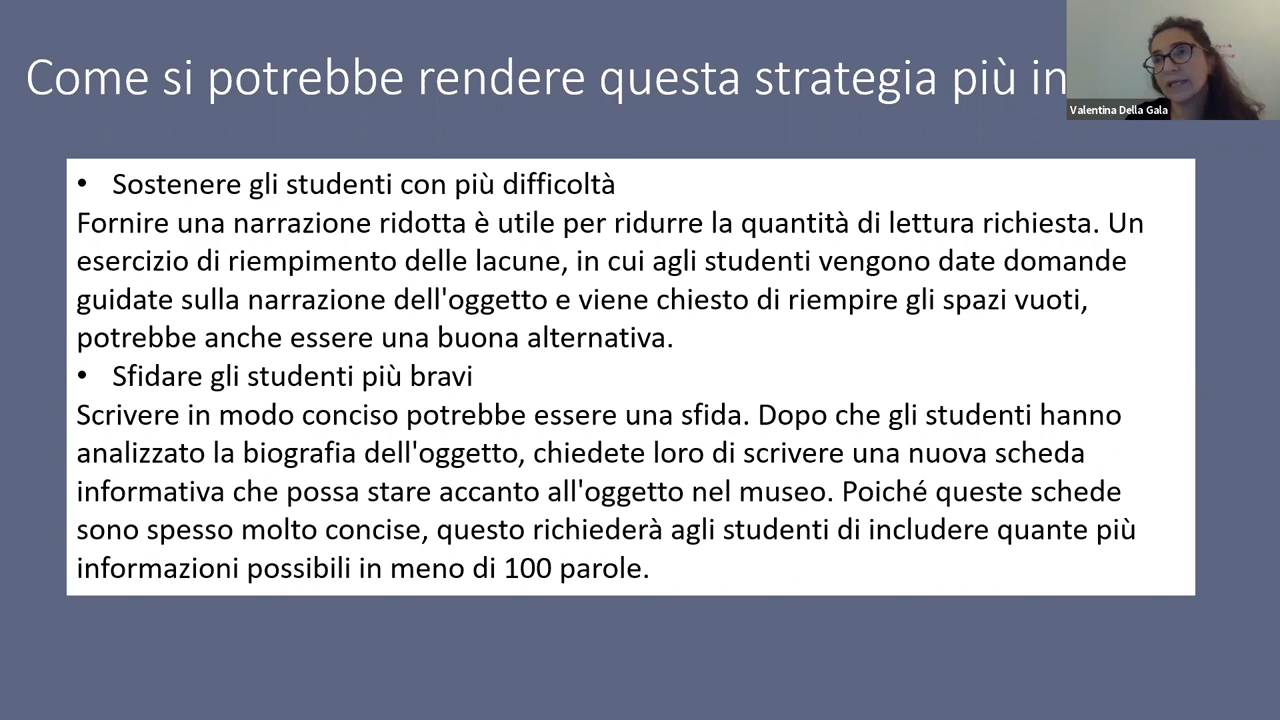 Come si potrebbe rendere questa strategia più in
Valentina Della Gala
• Sostenere gli studenti con più difficoltà
Fornire una narrazione ridotta è utile per ridurre la quantità di lettura richiesta. Un
esercizio di riempimento delle lacune, in cui agli studenti vengono date domande
guidate sulla narrazione dell'oggetto e viene chiesto di riempire gli spazi vuoti,
potrebbe anche essere una buona alternativa.
• Sfidare gli studenti più bravi
Scrivere in modo conciso potrebbe essere una sfida. Dopo che gli studenti hanno
analizzato la biografia dell'oggetto, chiedete loro di scrivere una nuova scheda
informativa che possa stare accanto all'oggetto nel museo. Poiché queste schede
sono spesso molto concise, questo richiederà agli studenti di includere quante più
informazioni possibili in meno di 100 parole.